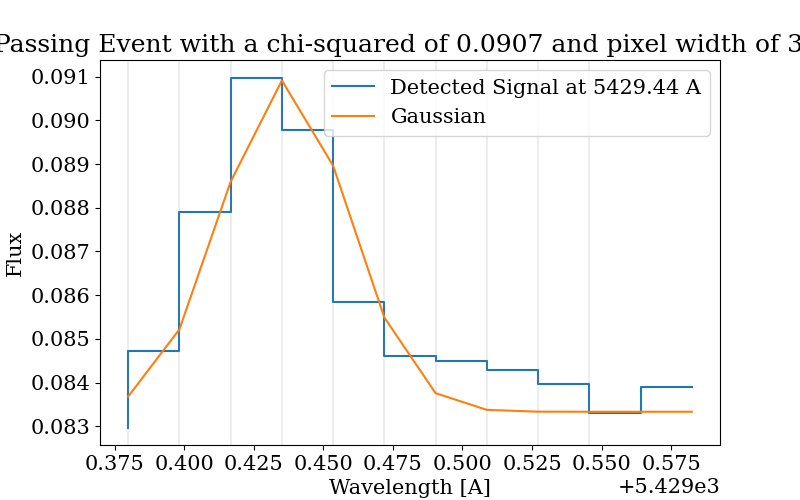 Passing Event with a chi-squared of 0.0907 and pixel width of 3
Detected Signal at 5429.44 A
Gaussian
Flux
0.091
0.090
0.089
0.088
0.087
0.086
0.085
0.084
0.083
0.375 0.400 0.425 0.450 0.475 0.500 0.525 0.550 0.575
Wavelength [A]
+5.429e3